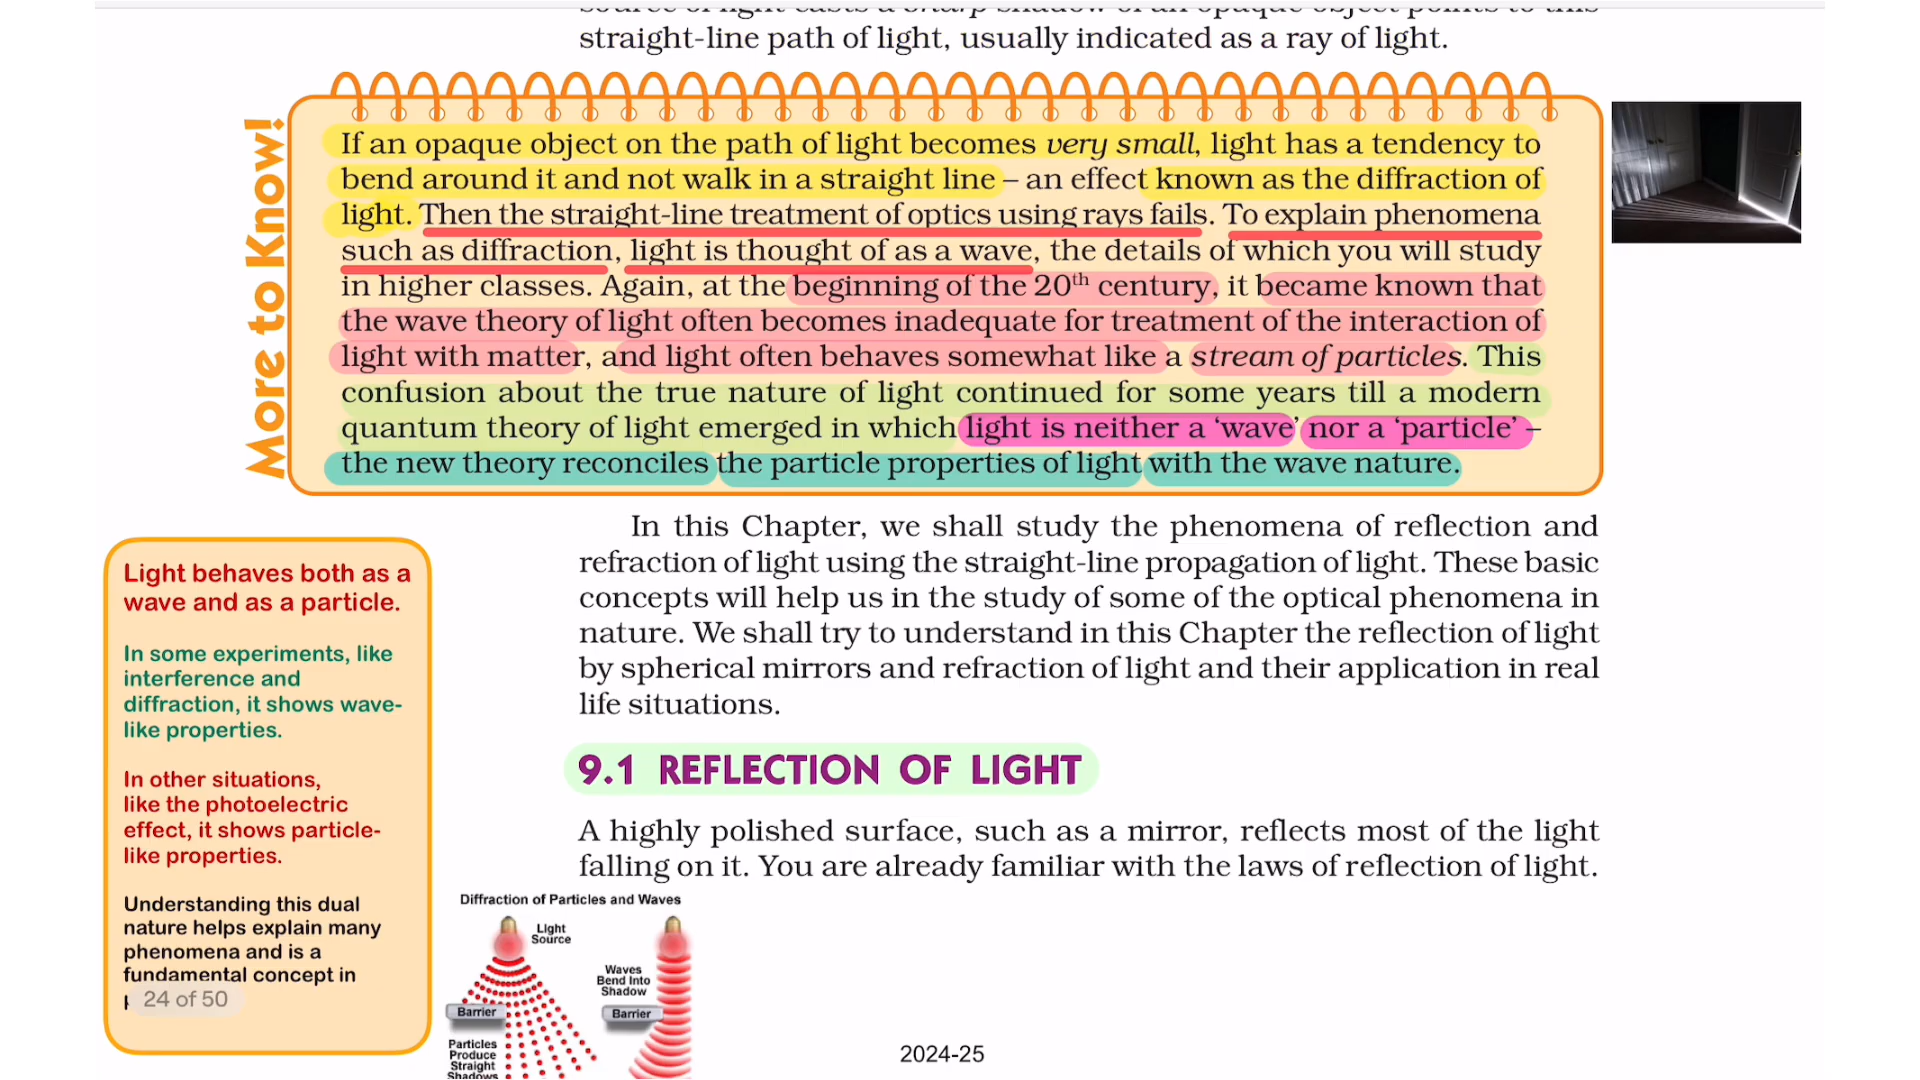 straight-line path of light, usually indicated as a ray of light.
More to Know!
If an opaque object on the path of light becomes very small, light has a tendency to
bend around it and not walk in a straight line – an effect known as the diffraction of
light. Then the straight-line treatment of optics using rays fails. To explain phenomena
such as diffraction, light is thought of as a wave, the details of which you will study
in higher classes. Again, at the beginning of the 20th century, it became known that
the wave theory of light often becomes inadequate for treatment of the interaction of
light with matter, and light often behaves somewhat like a stream of particles. This
confusion about the true nature of light continued for some years till a modern
quantum theory of light emerged in which light is neither a ‘wave’ nor a ‘particle’ –
the new theory reconciles the particle properties of light with the wave nature.
In this Chapter, we shall study the phenomena of reflection and
refraction of light using the straight-line propagation of light. These basic
concepts will help us in the study of some of the optical phenomena in
nature. We shall try to understand in this Chapter the reflection of light
by spherical mirrors and refraction of light and their application in real
life situations.
9.1 REFLECTION OF LIGHT
A highly polished surface, such as a mirror, reflects most of the light
falling on it. You are already familiar with the laws of reflection of light.
Light behaves both as a
wave and as a particle.
In some experiments, like
interference and
diffraction, it shows wave-
like properties.
In other situations,
like the photoelectric
effect, it shows particle-
like properties.
Understanding this dual
nature helps explain many
phenomena and is a
fundamental concept in
24 of 50
Diffraction of Particles and Waves
Light
Source
Waves
Bend Into
Shadow
Barrier
Barrier
Particles
Produce
Straight
Shadows
2024-25